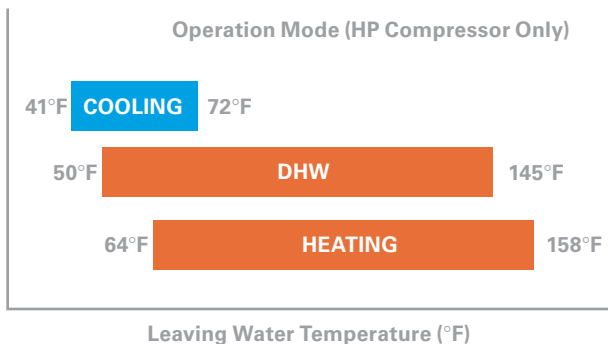 Operation Mode (HP Compressor Only)
41°F COOLING 72°F
50°F DHW 145°F
64°F HEATING 158°F
Leaving Water Temperature (°F)